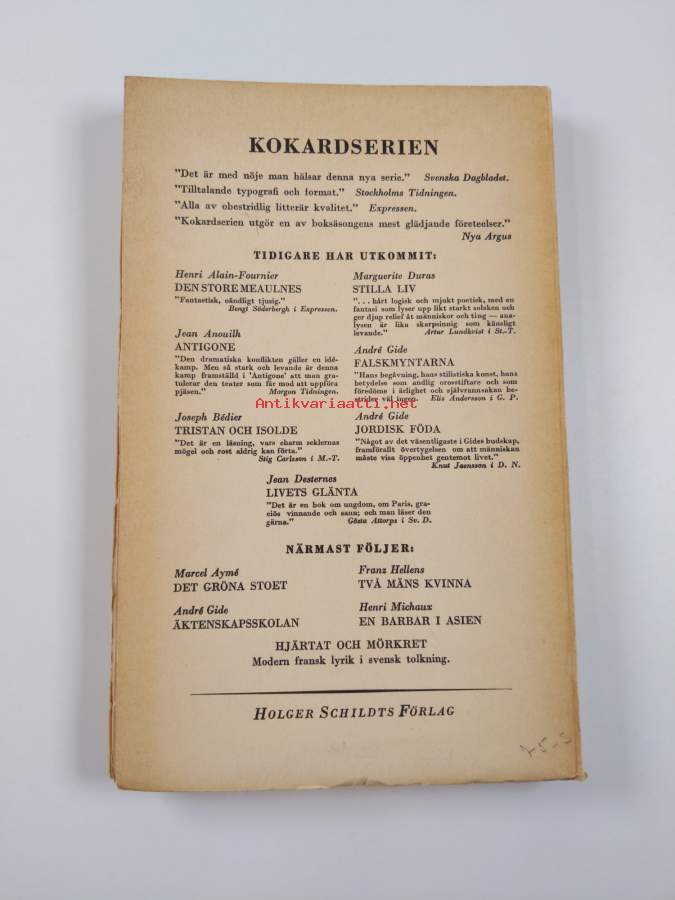 KOKARDSERIEN
"Det är med nöje man hälsar denna nya serie." Svenska Dagbladet.
"Tilltalande typografi och format." Stockholms Tidningen.
"Alla av obestridlig litterär kvalitet." Expressen.
"Kokardserien utgör en av boksäsongens mest glädjande företeelser."
Nya Argus
TIDIGARE HAR UTKOMMIT:
Henri Alain-Fournier
DEN STORE MEAULNES
"Fantastisk, oändligt tjusig."
Bengt Söderbergh i Expressen.
Jean Anouilh
ANTIGONE
"Den dramatiska konflikten gäller en idé-
kamp. Men så stark och levande är denna
kamp framställd i 'Antigone' att man gra-
tulerar den teater som får mod att uppföra
pjäsen." Morgon Tidningen.
Joseph Bédier
TRISTAN OCH ISOLDE
"Det är en läsning, vars charm seklernas
mögel och rost aldrig kan förta."
Stig Carlsson i M.-T.
Marguerite Duras
STILLA LIV
". . . hårt logisk och mjukt poetisk, med en
fantasi som lyser upp likt starkt solsken och
ger djup relief åt människor och ting — ana-
lysen är lika skarpsinnig som känsligt
levande." Artur Lundkvist i St.-T.
André Gide
FALSKMYNTARNA
"Hans begåvning, hans stilistiska konst, hans
betydelse som andlig orosstiftare och som
föredöme i ärlighet och självrannsakan be-
strider väl ingen. Elis Andersson i G. P.
Antikvariaatti.net
André Gide
JORDISK FÖDA
"Något av det väsentligaste i Gides budskap,
framförallt övertygelsen om att människan
måste visa öppenhet gentemot livet."
Knut Jaensson i D. N.
Jean Desternes
LIVETS GLÄNTA
"Det är en bok om ungdom, om Paris, gra-
ciös vinnande och sann; och man läser den
gärna." Gösta Attorps i Sv. D.
NÄRMAST FÖLJER:
Marcel Aymé
DET GRÖNA STOET
Franz Hellens
TVÅ MÄNS KVINNA
André Gide
ÄKTENSKAPSSKOLAN
Henri Michaux
EN BARBAR I ASIEN
HJÄRTAT OCH MÖRKRET
Modern fransk lyrik i svensk tolkning.
HOLGER SCHILDTS FÖRLAG